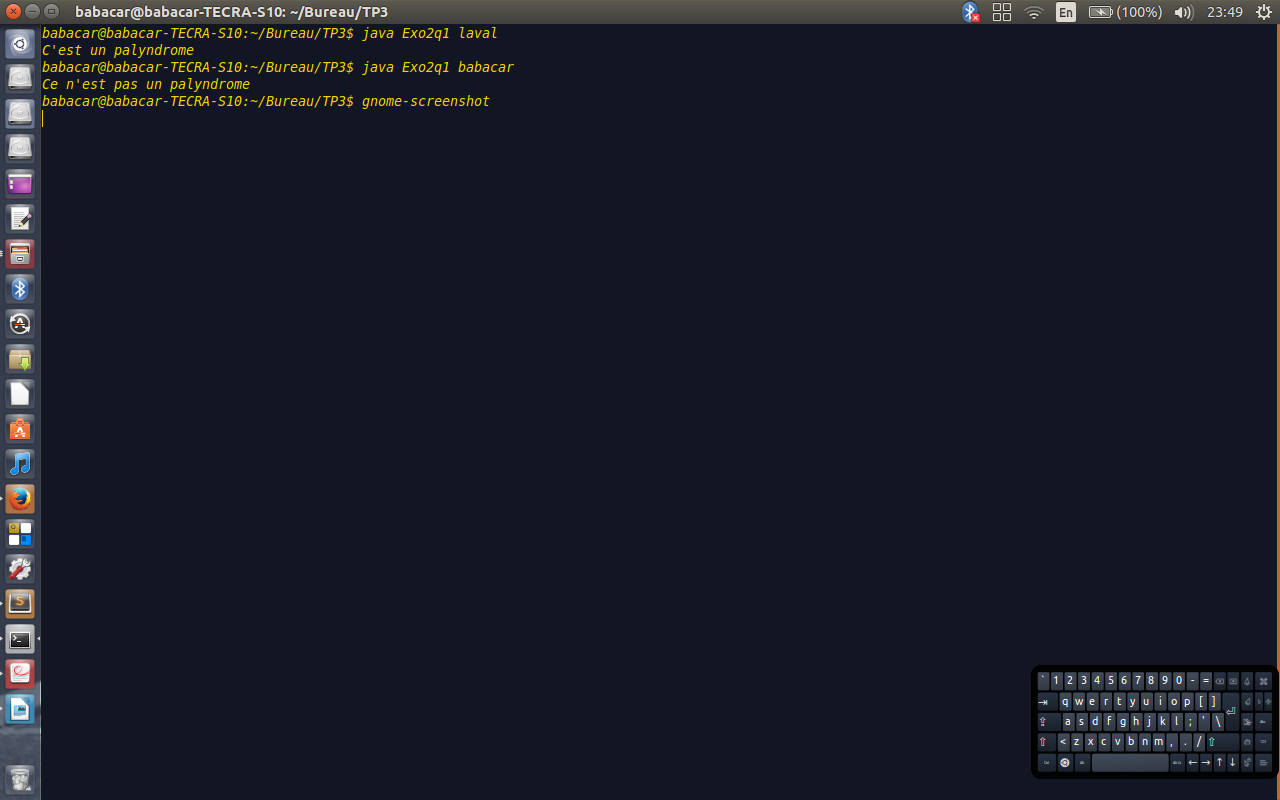 babacar@babacar-TECRA-S10: ~/Bureau/TP3
En (100%) 23:49
babacar@babacar-TECRA-S10:~/Bureau/TP3$ java Exo2q1 laval
C'est un palyndrome
babacar@babacar-TECRA-S10:~/Bureau/TP3$ java Exo2q1 babacar
Ce n'est pas un palyndrome
babacar@babacar-TECRA-S10:~/Bureau/TP3$ gnome-screenshot
` 1 2 3 4 5 6 7 8 9 0 - =
q w e r t y u i o p [ ]
a s d f g h j k l ; ' \
< z x c v b n m , . /